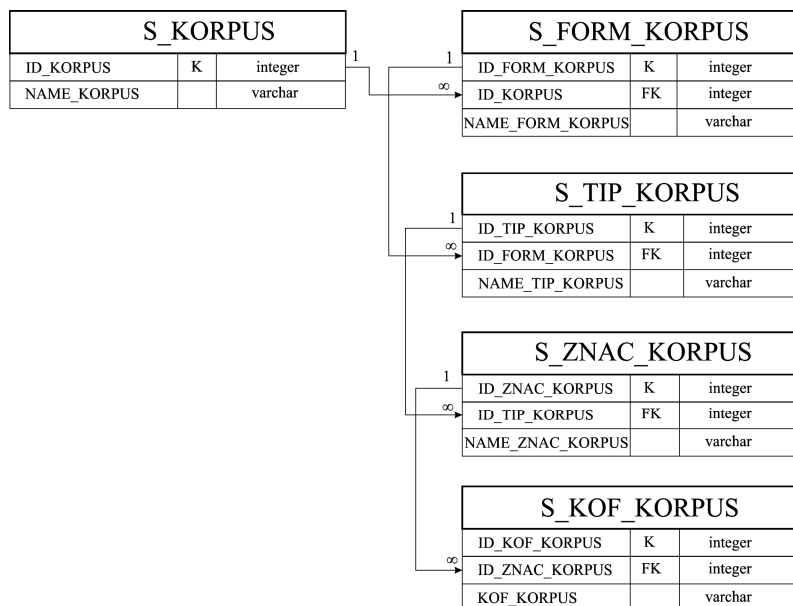 S_KORPUS
ID_KORPUS K integer
NAME_KORPUS varchar
1
∞
S_FORM_KORPUS
1
ID_FORM_KORPUS K integer
ID_KORPUS FK integer
NAME_FORM_KORPUS varchar
S_TIP_KORPUS
1
ID_TIP_KORPUS K integer
∞
ID_FORM_KORPUS FK integer
NAME_TIP_KORPUS varchar
S_ZNAC_KORPUS
1
ID_ZNAC_KORPUS K integer
∞
ID_TIP_KORPUS FK integer
NAME_ZNAC_KORPUS varchar
S_KOF_KORPUS
ID_KOF_KORPUS K integer
∞
ID_ZNAC_KORPUS FK integer
KOF_KORPUS varchar